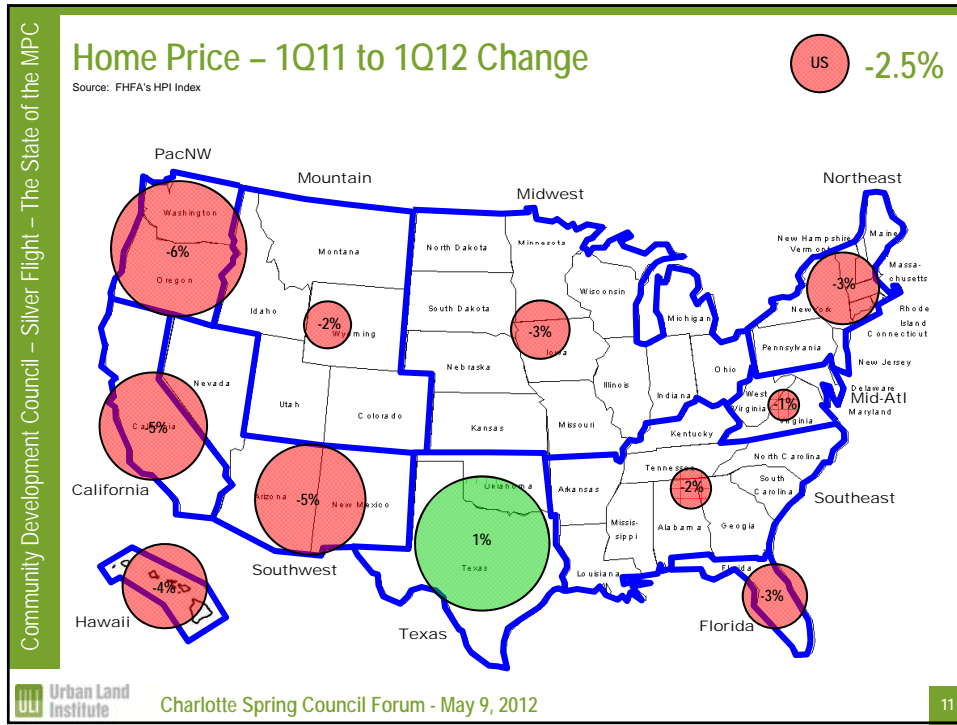 Community Development Council – Silver Flight – The State of the MPC
Home Price – 1Q11 to 1Q12 Change
Source: FHFA's HPI Index
US
-2.5%
PacNW
Mountain
Midwest
Northeast
Washington
-6%
Oregon
Montana
Idaho
-2%
Wyoming
Nevada
Utah
Colorado
North Dakota
Minnesota
South Dakota
Wisconsin
Michigan
-3%
Iowa
Nebraska
Illinois
Indiana
Ohio
Kansas
Missouri
New Hampshire
Vermont
Maine
Massa-
chusetts
-3%
New York
Rhode
Island
Connecticut
Pennsylvania
New Jersey
Delaware
Mid-Atl
Maryland
West
Virginia
-1%
Virginia
Kentucky
California
-5%
California
Arizona
-5%
New Mexico
Southwest
Oklahoma
1%
Texas
Texas
Arkansas
Tennessee
-2%
North Carolina
South
Carolina
Southeast
Missis-
sippi
Alabama
Geogia
Louisiana
Florida
-3%
Florida
-4%
Hawaii
ULI Urban Land
Institute
Charlotte Spring Council Forum - May 9, 2012
11